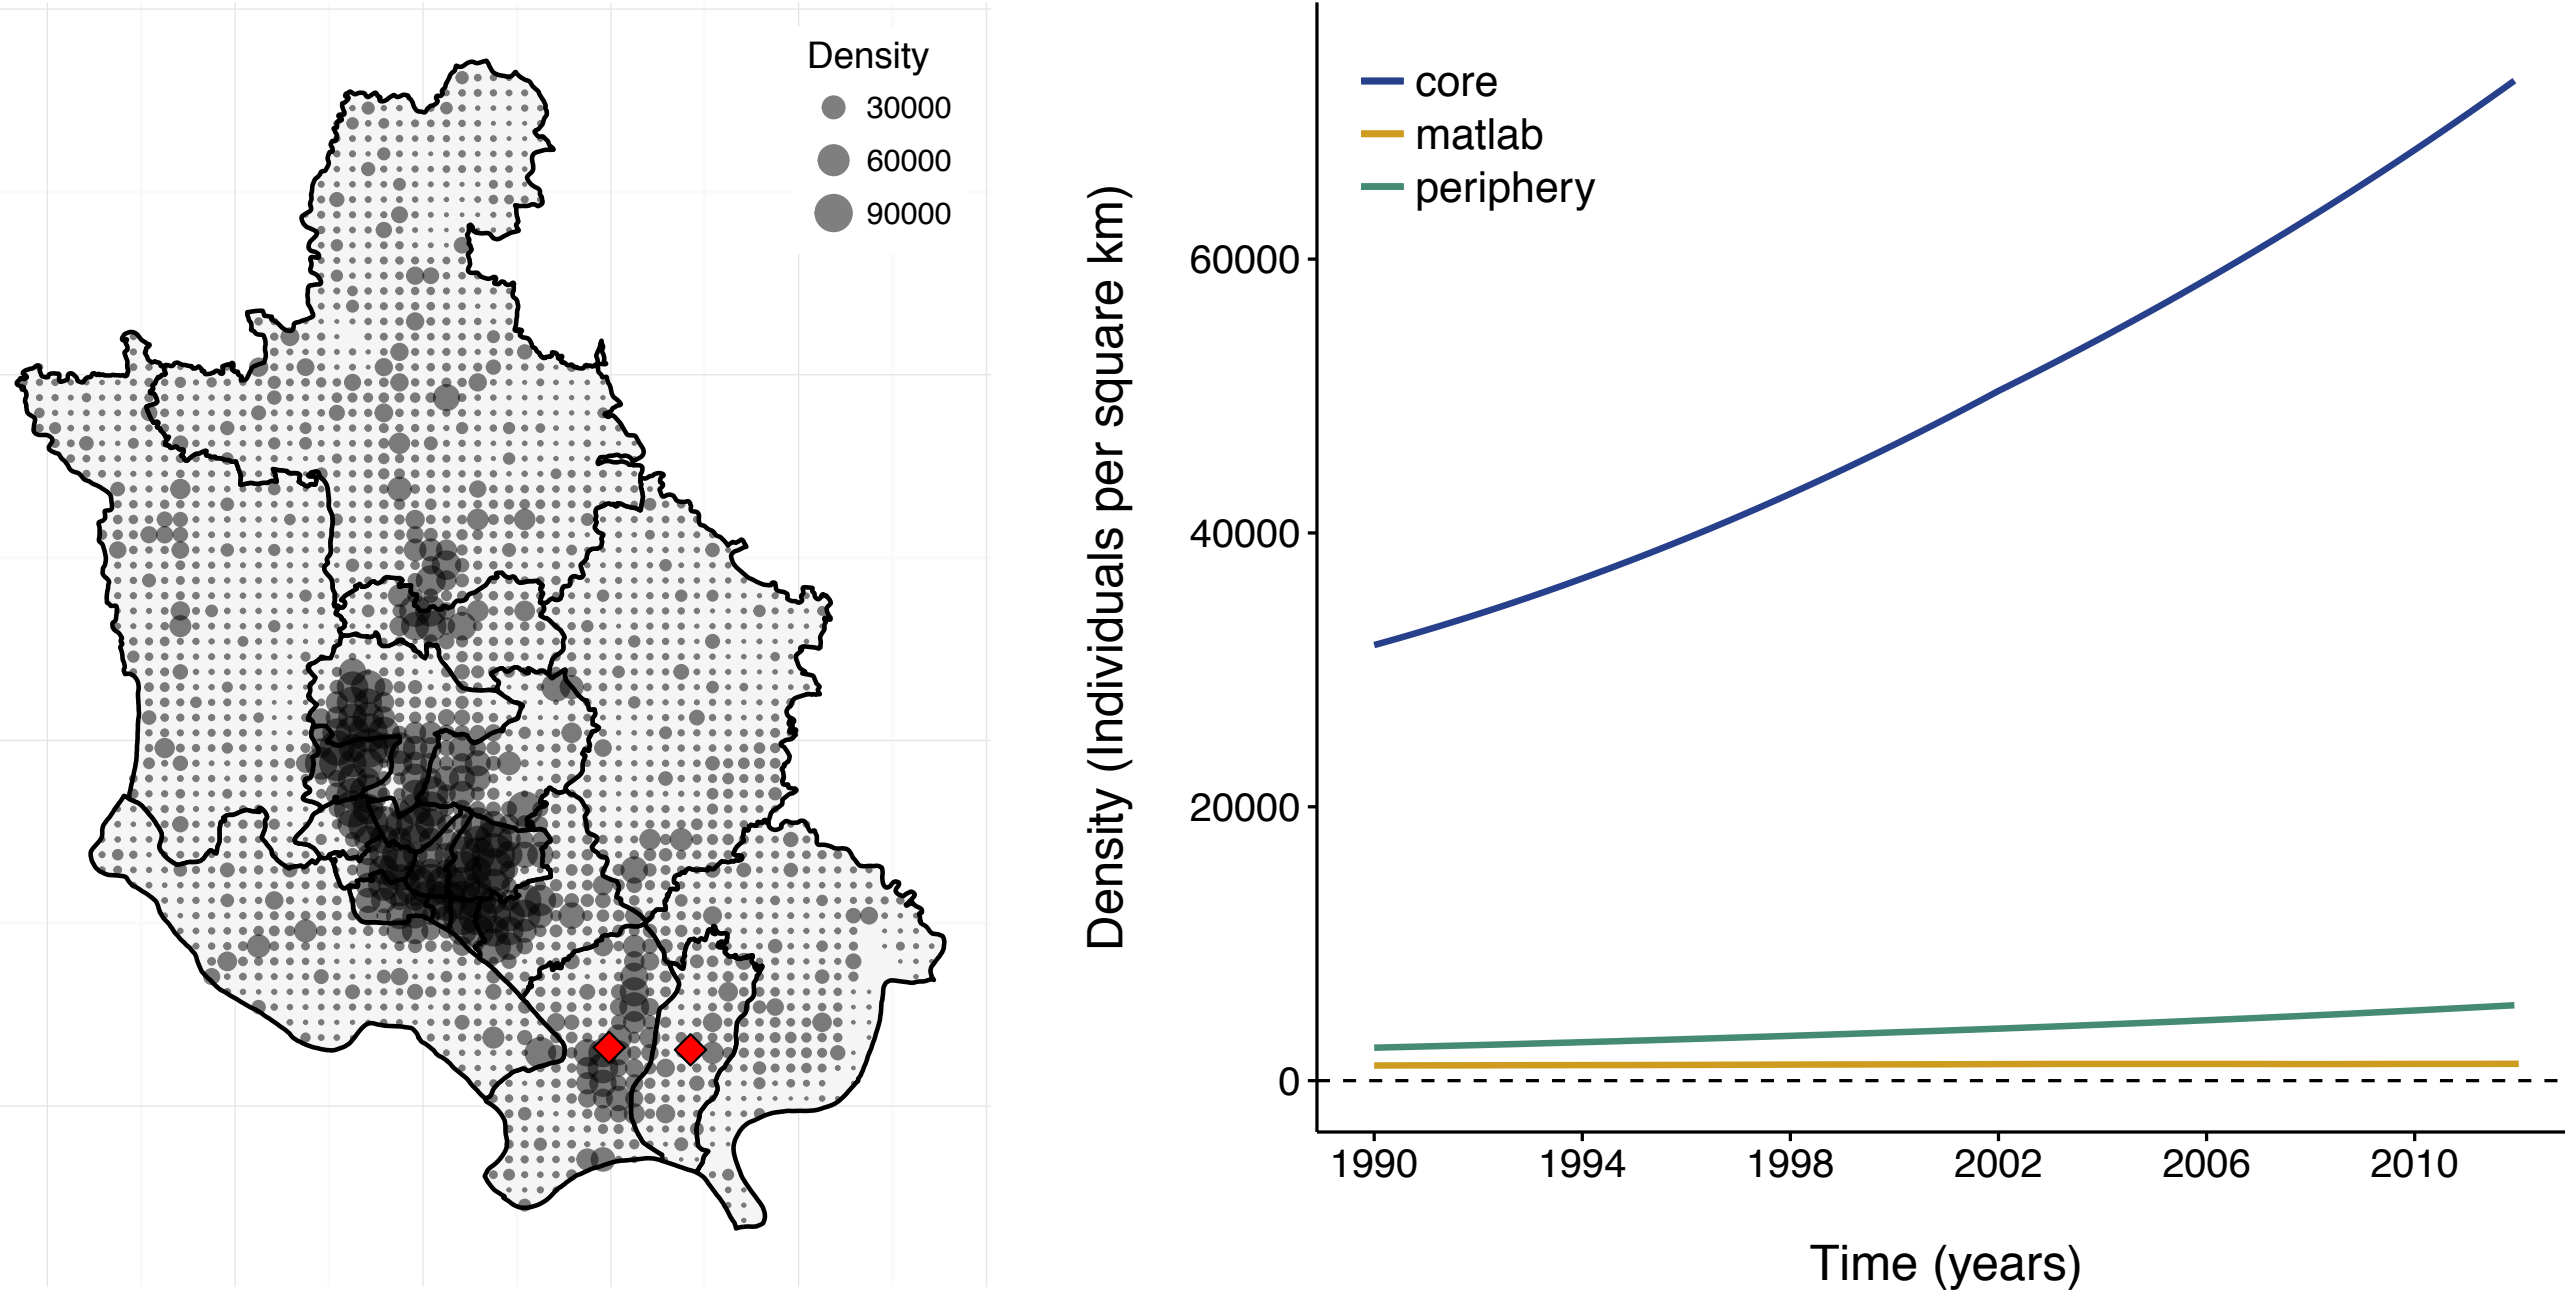 Density
30000
60000
90000
core
matlab
periphery
Density (Individuals per square km)
60000
40000
20000
0
1990 1994 1998 2002 2006 2010
Time (years)